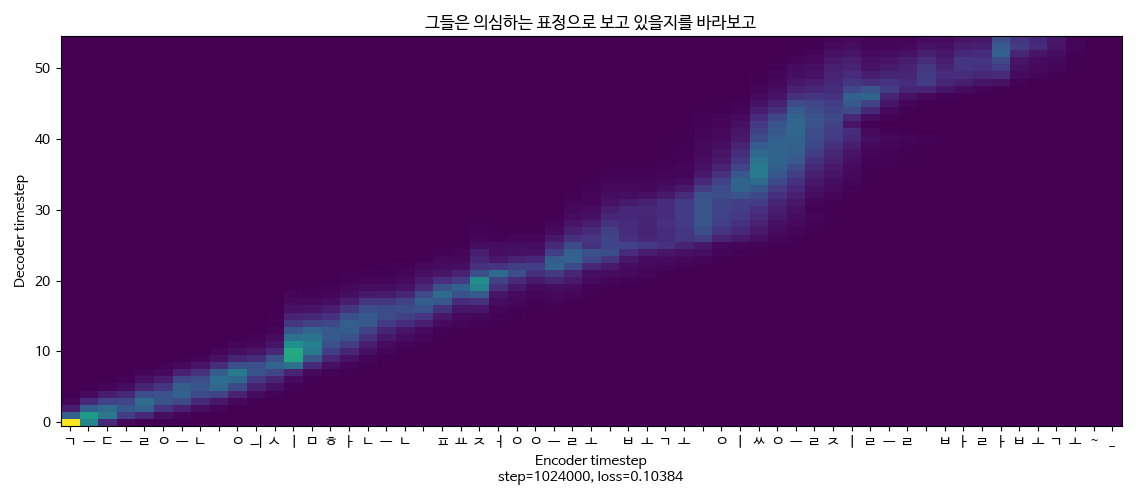 그들은 의심하는 표정으로 보고 있을지를 바라보고
50
40
30
20
10
0
Decoder timestep
ㄱ ㅡ ㄷ ㅡ ㄹ ㅇ ㅡ ㄴ ㅇ ㅢ ㅅ ㅣ ㅁ ㅎ ㅏ ㄴ ㅡ ㄴ ㅍ ㅛ ㅈ ㅓ ㅇ ㅇ ㅡ ㄹ ㅗ ㅂ ㅗ ㄱ ㅗ ㅇ ㅣ ㅆ ㅇ ㅡ ㄹ ㅈ ㅣ ㄹ ㅡ ㄹ ㅂ ㅏ ㄹ ㅏ ㅂ ㅗ ㄱ ㅗ ~ _
Encoder timestep
step=1024000, loss=0.10384